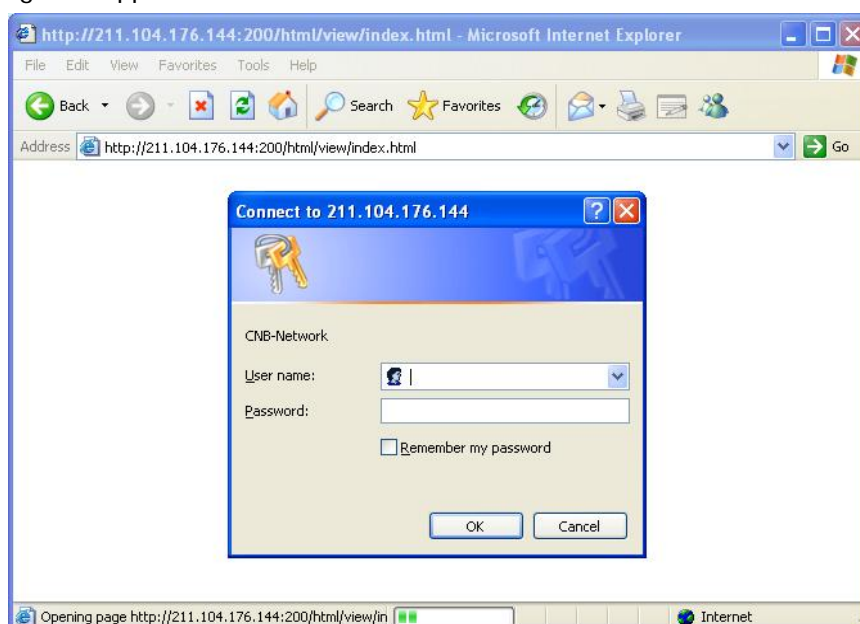 http://211.104.176.144:200/html/view/index.html - Microsoft Internet Explorer
File Edit View Favorites Tools Help
Back Search Favorites
Address http://211.104.176.144:200/html/view/index.html Go
Connect to 211.104.176.144
CNB-Network
User name:
Password:
Remember my password
OK Cancel
Opening page http://211.104.176.144:200/html/view/in Internet